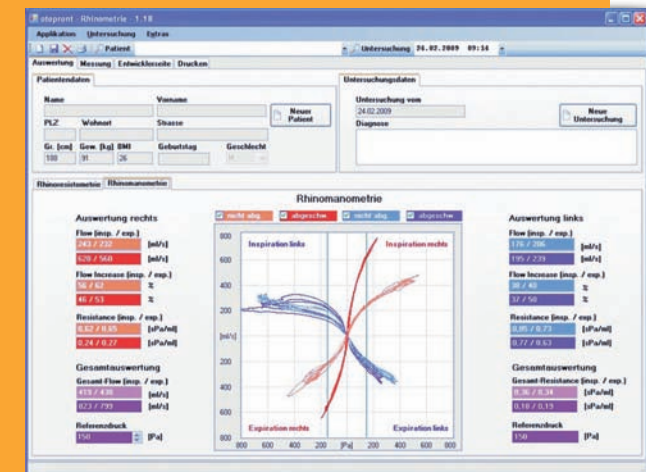 otopront - Rhinometrie - 1.18
Applikation Untersuchung Extras
Patient Untersuchung 24.02.2009 09:14
Auswertung Messung Entwicklerseite Drucken
Patientendaten
Name Vorname
Neuer Patient
PLZ Wohnort Strasse
Gr. [cm] Gew. [kg] BMI Geburtstag Geschlecht
188 91 26 M
Untersuchungsdaten
Untersuchung vom
24.02.2009
Neue Untersuchung
Diagnose
Rhinoresistometrie Rhinomanometrie
Rhinomanometrie
nicht abg. abgeschw. nicht abg. abgeschw.
Auswertung rechts
Flow (insp. / exp.)
243 / 232 [ml/s]
628 / 560 [ml/s]
Flow Increase (insp. / exp.)
56 / 62 %
46 / 53 %
Resistance (insp. / exp.)
0,62 / 0,65 [sPa/ml]
0,24 / 0,27 [sPa/ml]
Gesamtauswertung
Gesamt-Flow (insp. / exp.)
419 / 438 [ml/s]
823 / 799 [ml/s]
Referenzdruck
150 [Pa]
Inspiration links Inspiration rechts
Expiration rechts Expiration links
800
600
400
200
[ml/s]
200
400
600
800
800 600 400 200 [Pa] 200 400 600 800
Auswertung links
Flow (insp. / exp.)
176 / 206 [ml/s]
195 / 239 [ml/s]
Flow Increase (insp. / exp.)
38 / 48 %
37 / 50 %
Resistance (insp. / exp.)
0,85 / 0,73 [sPa/ml]
0,77 / 0,63 [sPa/ml]
Gesamtauswertung
Gesamt-Resistance (insp. / exp.)
0,36 / 0,34 [sPa/ml]
0,18 / 0,19 [sPa/ml]
Referenzdruck
150 [Pa]